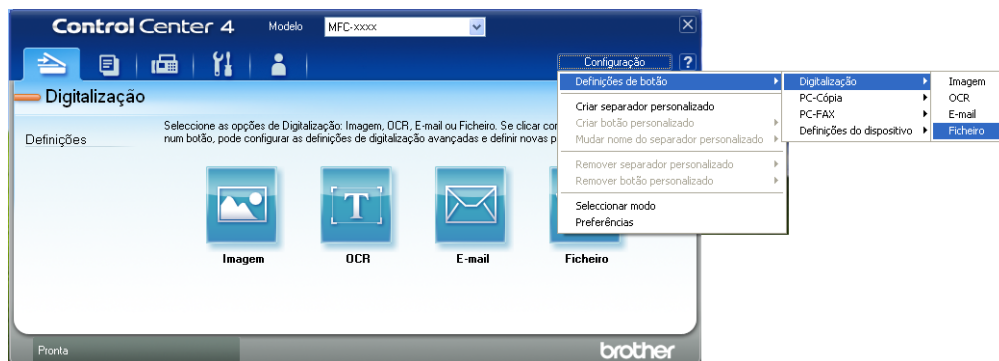 Control Center 4
Modelo
MFC-xxxx
Configuração
?
Digitalização
Definições
Seleccione as opções de Digitalização: Imagem, OCR, E-mail ou Ficheiro. Se clicar com
num botão, pode configurar as definições de digitalização avançadas e definir novas
Imagem
OCR
E-mail
Ficheiro
Definições de botão
Criar separador personalizado
Criar botão personalizado
Mudar nome do separador personalizado
Remover separador personalizado
Remover botão personalizado
Seleccionar modo
Preferências
Digitalização
PC-Cópia
PC-FAX
Definições do dispositivo
Imagem
OCR
E-mail
Ficheiro
Pronta
brother